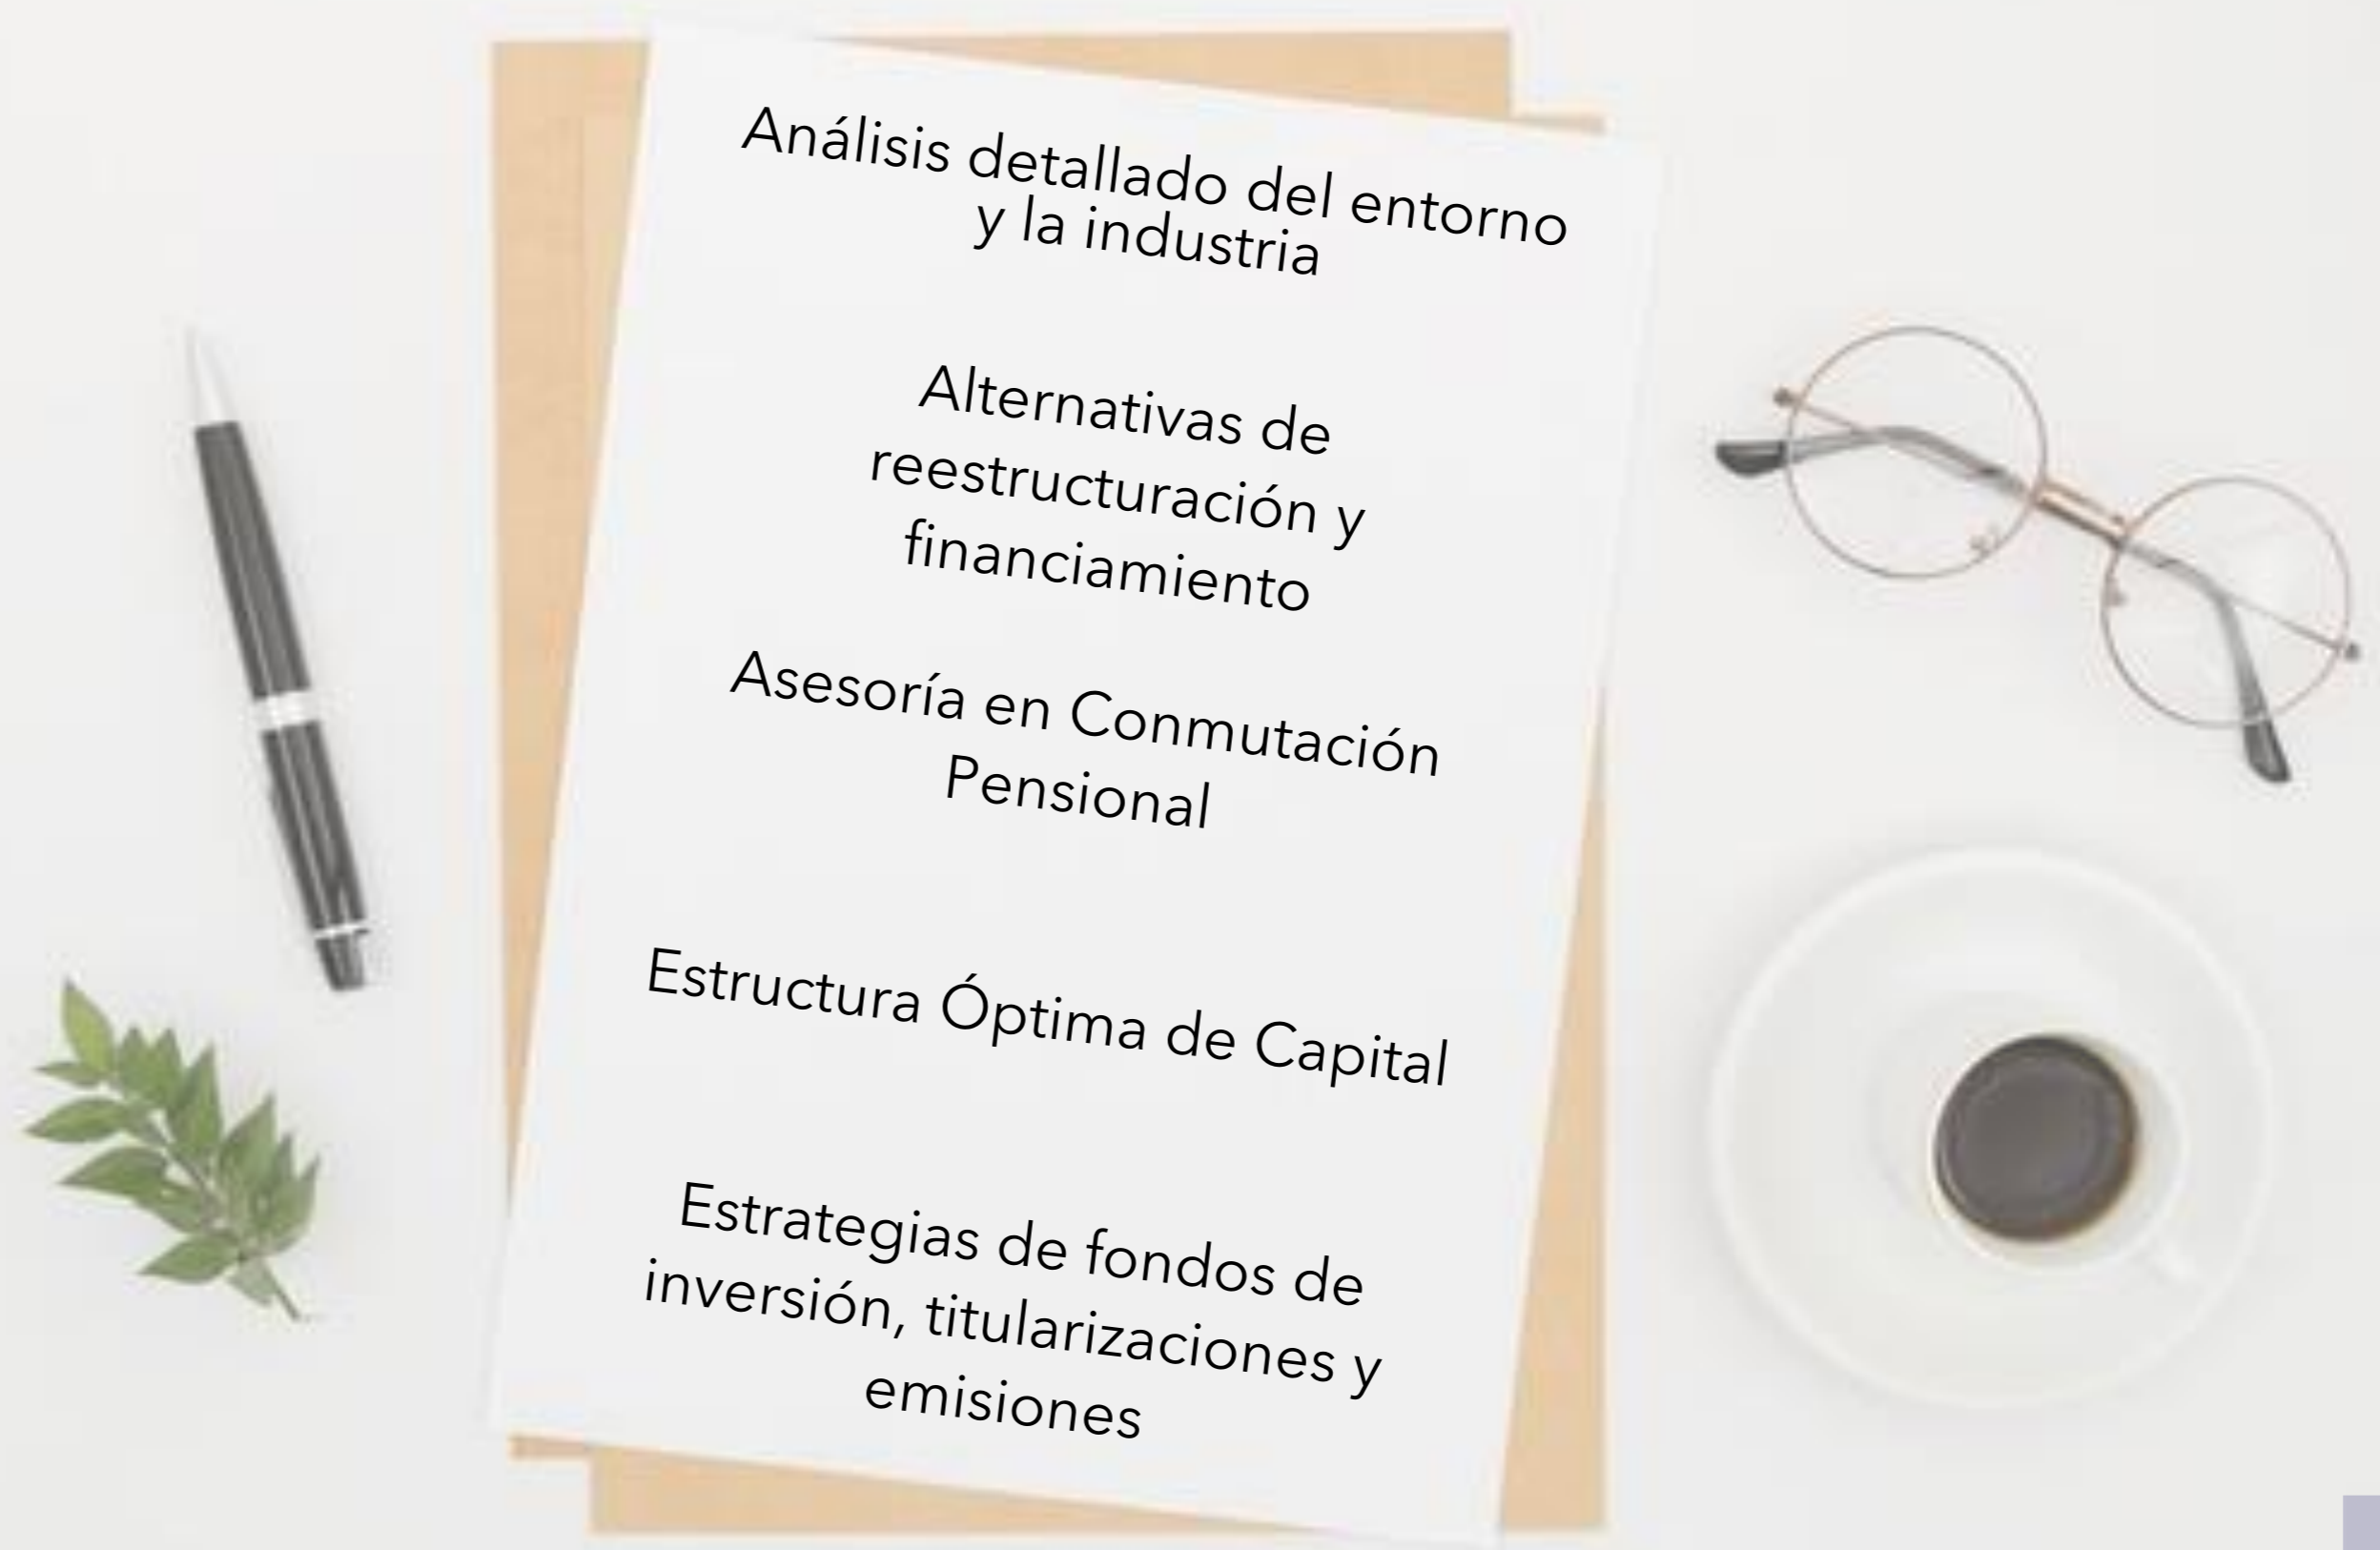 Análisis detallado del entorno
y la industria
Alternativas de
reestructuración y
financiamiento
Asesoría en Conmutación
Pensional
Estructura Óptima de Capital
Estrategias de fondos de
inversión, titularizaciones y
emisiones